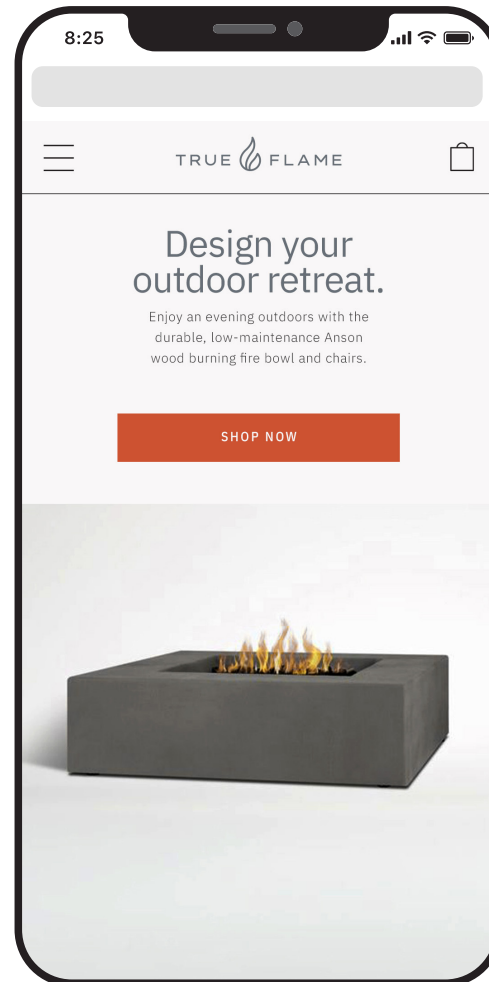 8:25
TRUE FLAME
Design your
outdoor retreat.
Enjoy an evening outdoors with the
durable, low-maintenance Anson
wood burning fire bowl and chairs.
SHOP NOW